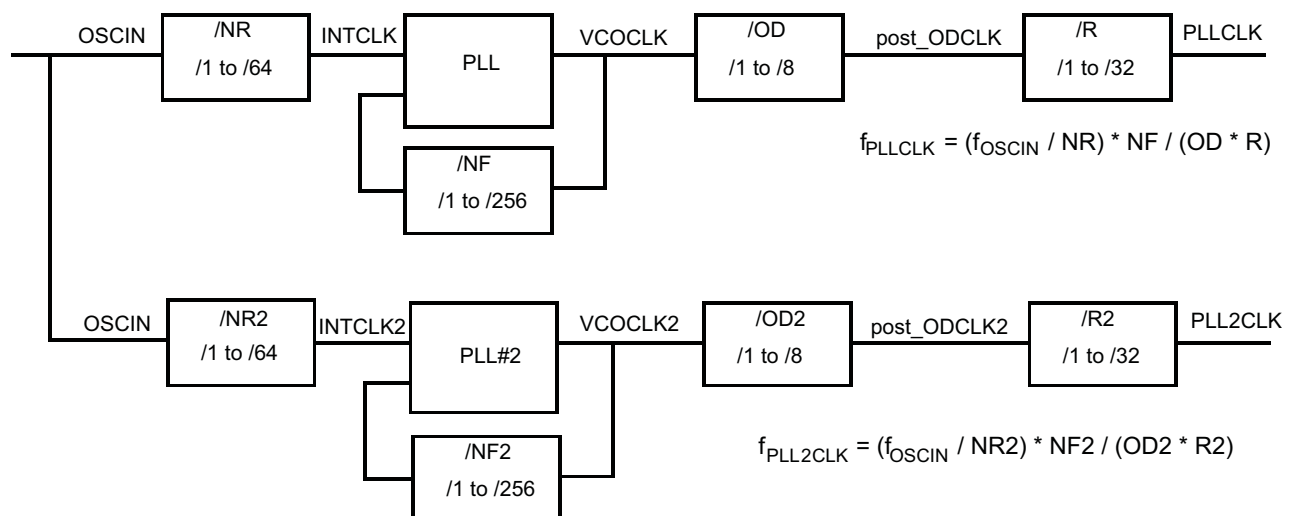 OSCIN
/NR
/1 to /64
INTCLK
PLL
VCOCLK
/OD
/1 to /8
post_ODCLK
/R
/1 to /32
PLLCLK
/NF
/1 to /256
fPLLCLK = (fOSCIN / NR) * NF / (OD * R)
OSCIN
/NR2
/1 to /64
INTCLK2
PLL#2
VCOCLK2
/OD2
/1 to /8
post_ODCLK2
/R2
/1 to /32
PLL2CLK
/NF2
/1 to /256
fPLL2CLK = (fOSCIN / NR2) * NF2 / (OD2 * R2)